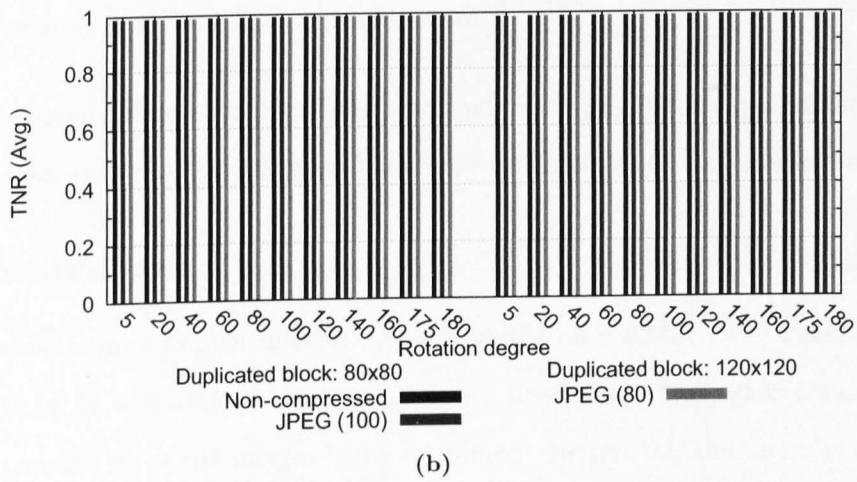 1
0.8
0.6
0.4
0.2
0
TNR (Avg.)
5 20 40 60 80 100 120 140 160 175 180 5 20 40 60 80 100 120 140 160 175 180
Rotation degree
Duplicated block: 80x80 Duplicated block: 120x120
Non-compressed JPEG (80)
JPEG (100)
(b)